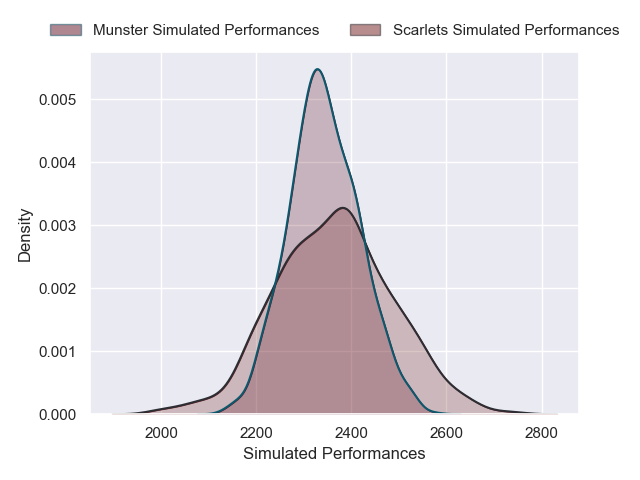 Munster Simulated Performances
Scarlets Simulated Performances
Density
0.005
0.004
0.003
0.002
0.001
0.000
2000 2200 2400 2600 2800
Simulated Performances